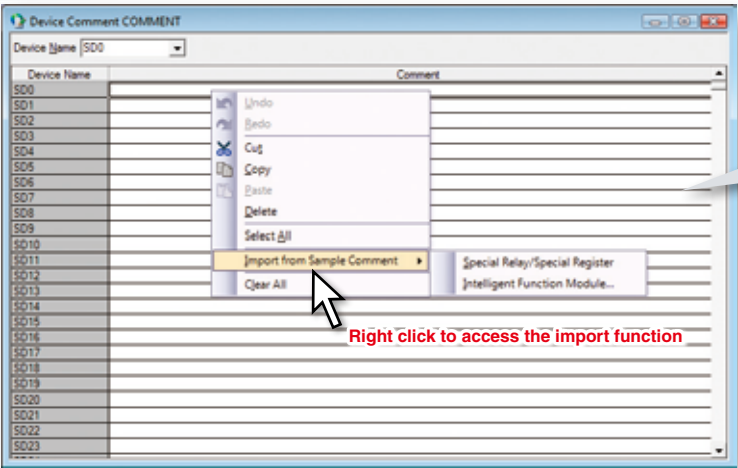 Device Comment COMMENT
Device Name SD0
Device Name Comment
SD0
SD1
SD2
SD3
SD4
SD5
SD6
SD7
SD8
SD9
SD10
SD11
SD12
SD13
SD14
SD15
SD16
SD17
SD18
SD19
SD20
SD21
SD22
SD23
Undo
Redo
Cut
Copy
Paste
Delete
Select All
Import from Sample Comment
Clear All
Special Relay/Special Register
Intelligent Function Module...
Right click to access the import function